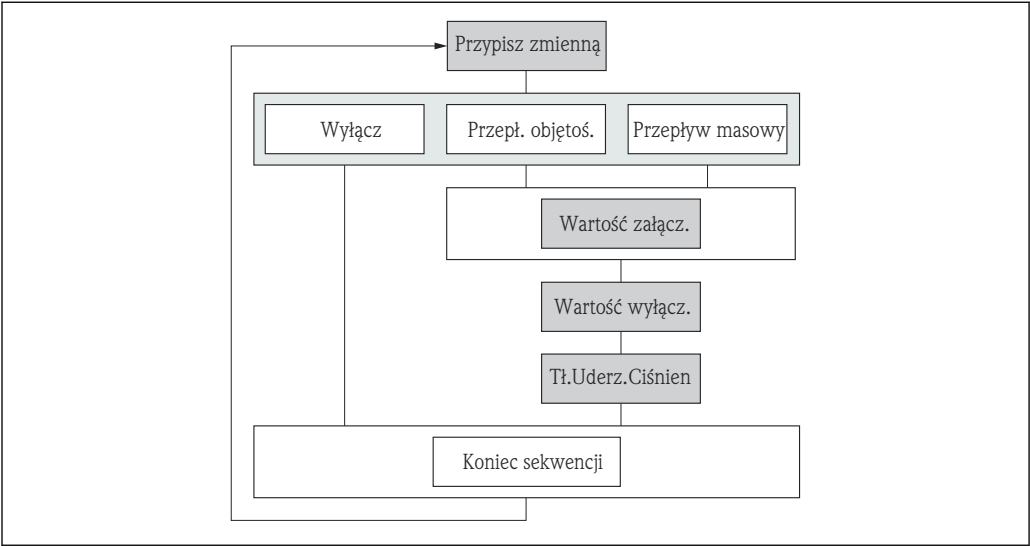 Przypisz zmienną
Wyłącz
Przepł. objętoś.
Przepływ masowy
Wartość załącz.
Wartość wyłącz.
Tł.Uderz.Ciśnien
Koniec sekwencji